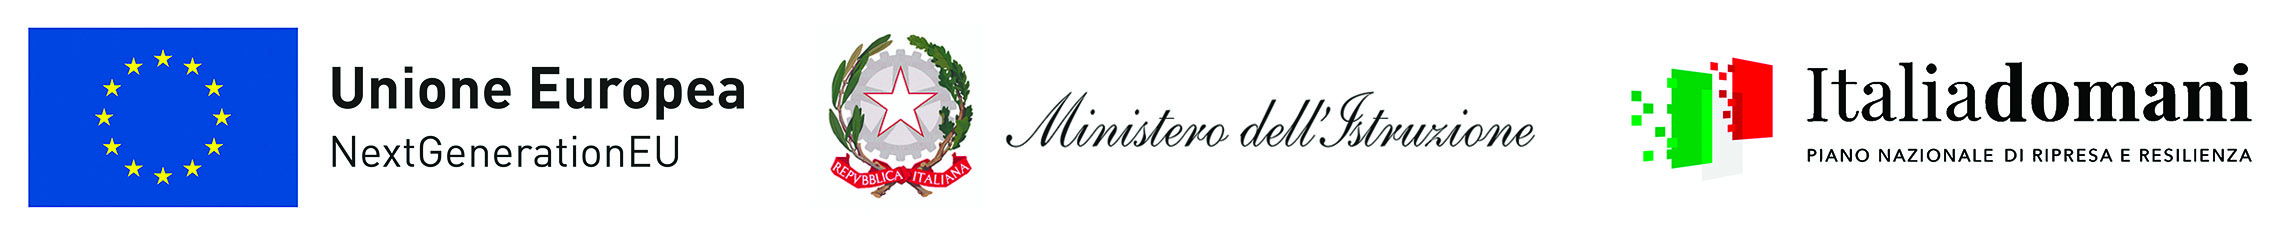 Unione Europea
NextGenerationEU
REPVBBLICA ITALIANA
Ministero dell'Istruzione
Italiadomani
PIANO NAZIONALE DI RIPRESA E RESILIENZA